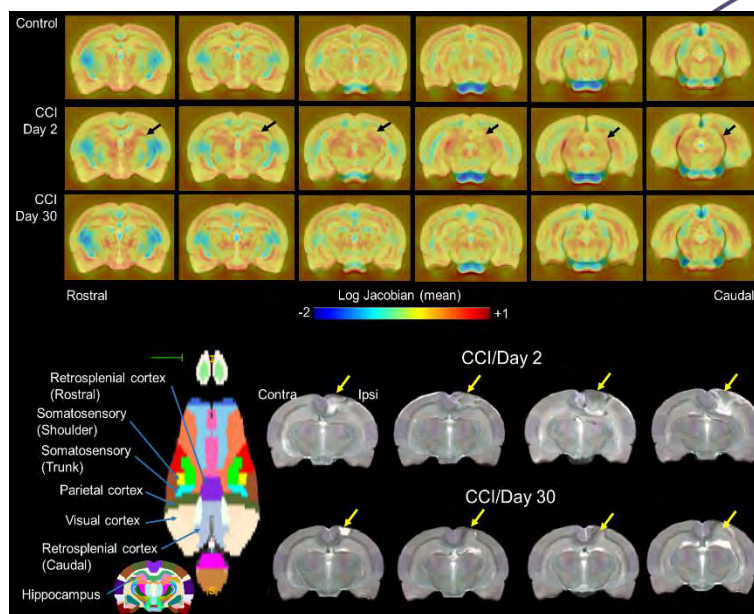 Control
CCI
Day 2
CCI
Day 30
Rostral
Log Jacobian (mean)
Caudal
-2
+1
CCI/Day 2
Retrosplenial cortex
(Rostral)
Contra
Ipsi
Somatosensory
(Shoulder)
Somatosensory
(Trunk)
Parietal cortex
CCI/Day 30
Visual cortex
Retrosplenial cortex
(Caudal)
Hippocampus